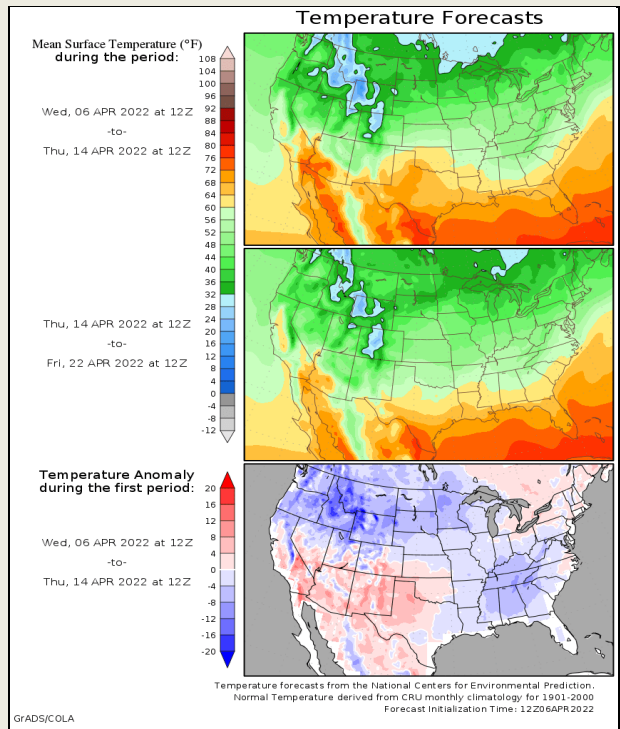 Temperature Forecasts
Mean Surface Temperature (°F)
during the period:
108
104
100
96
92
88
84
80
76
72
68
64
60
56
52
48
44
40
36
32
28
24
20
16
12
8
4
0
-4
-8
-12
Wed, 06 APR 2022 at 12Z
-to-
Thu, 14 APR 2022 at 12Z
Thu, 14 APR 2022 at 12Z
-to-
Fri, 22 APR 2022 at 12Z
Temperature Anomaly
during the first period:
20
16
12
8
4
0
-4
-8
-12
-16
-20
Wed, 06 APR 2022 at 12Z
-to-
Thu, 14 APR 2022 at 12Z
Temperature forecasts from the National Centers for Environmental Prediction.
Normal Temperature derived from CRU monthly climatology for 1901-2000
Forecast Initialization Time: 12Z06APR2022
GrADS/COLA